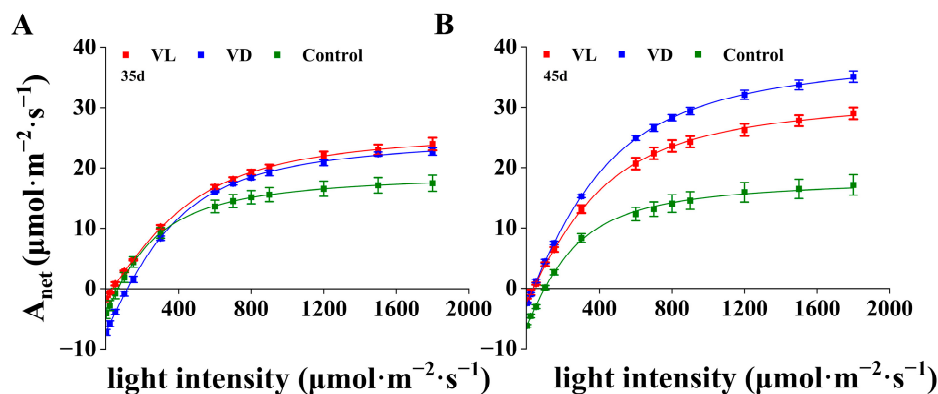 A
B
VL VD Control
35d
VL VD Control
45d
A_net (μmol·m⁻²·s⁻¹)
40
30
20
10
0
−10
400 800 1200 1600 2000
40
30
20
10
0
−10
400 800 1200 1600 2000
light intensity (μmol·m⁻²·s⁻¹)
light intensity (μmol·m⁻²·s⁻¹)